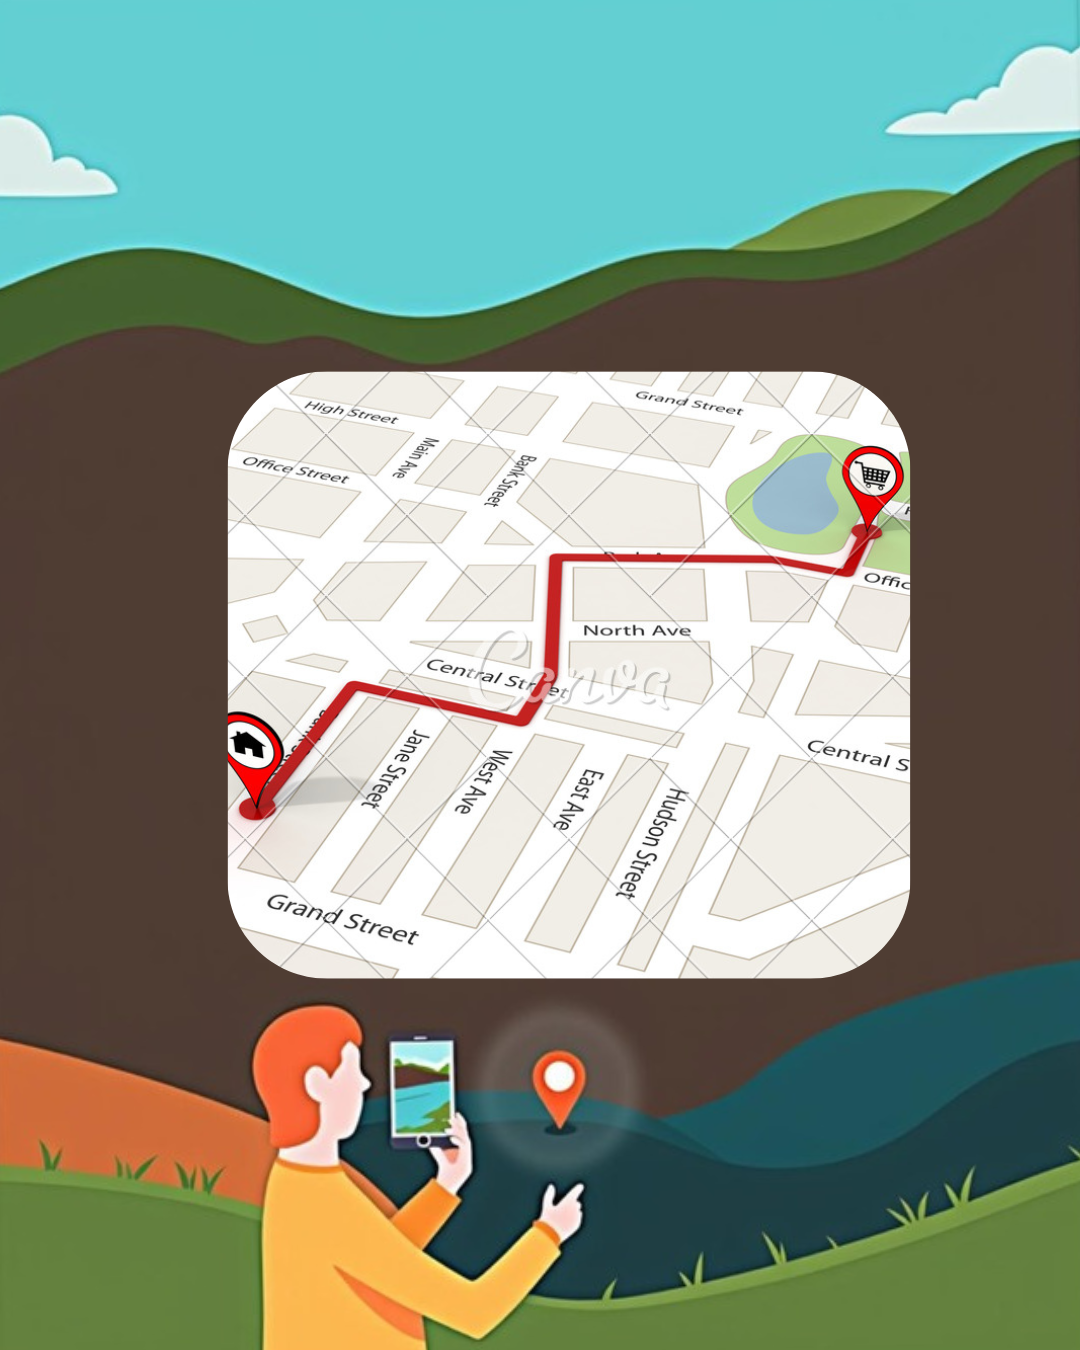 High Street
Grand Street
Main Ave
Office Street
Bank Street
North Ave
Central Street
Canva
Central S
Jane Street
West Ave
East Ave
Hudson Street
Grand Street
Offic